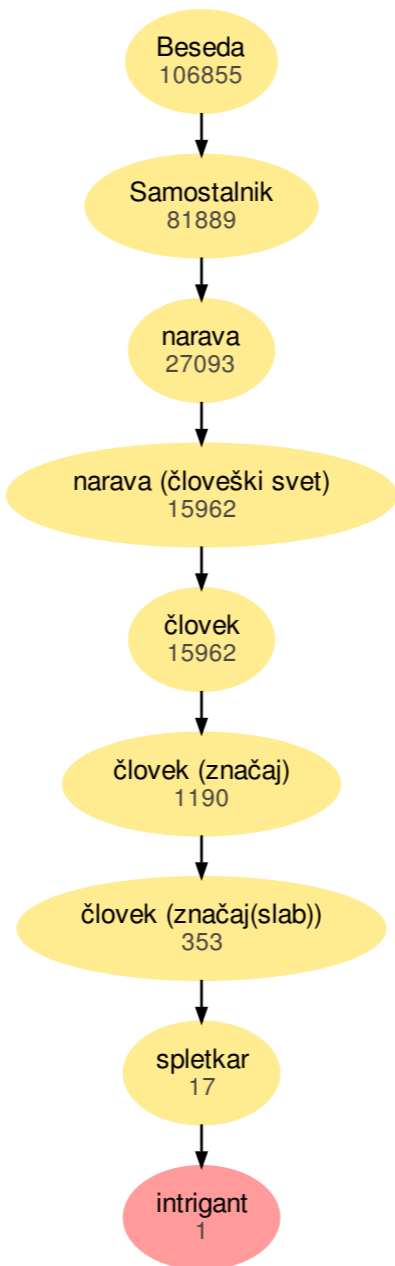 Beseda
106855
Samostalnik
81889
narava
27093
narava (človeški svet)
15962
človek
15962
človek (značaj)
1190
človek (značaj(slab))
353
spletkar
17
intrigant
1